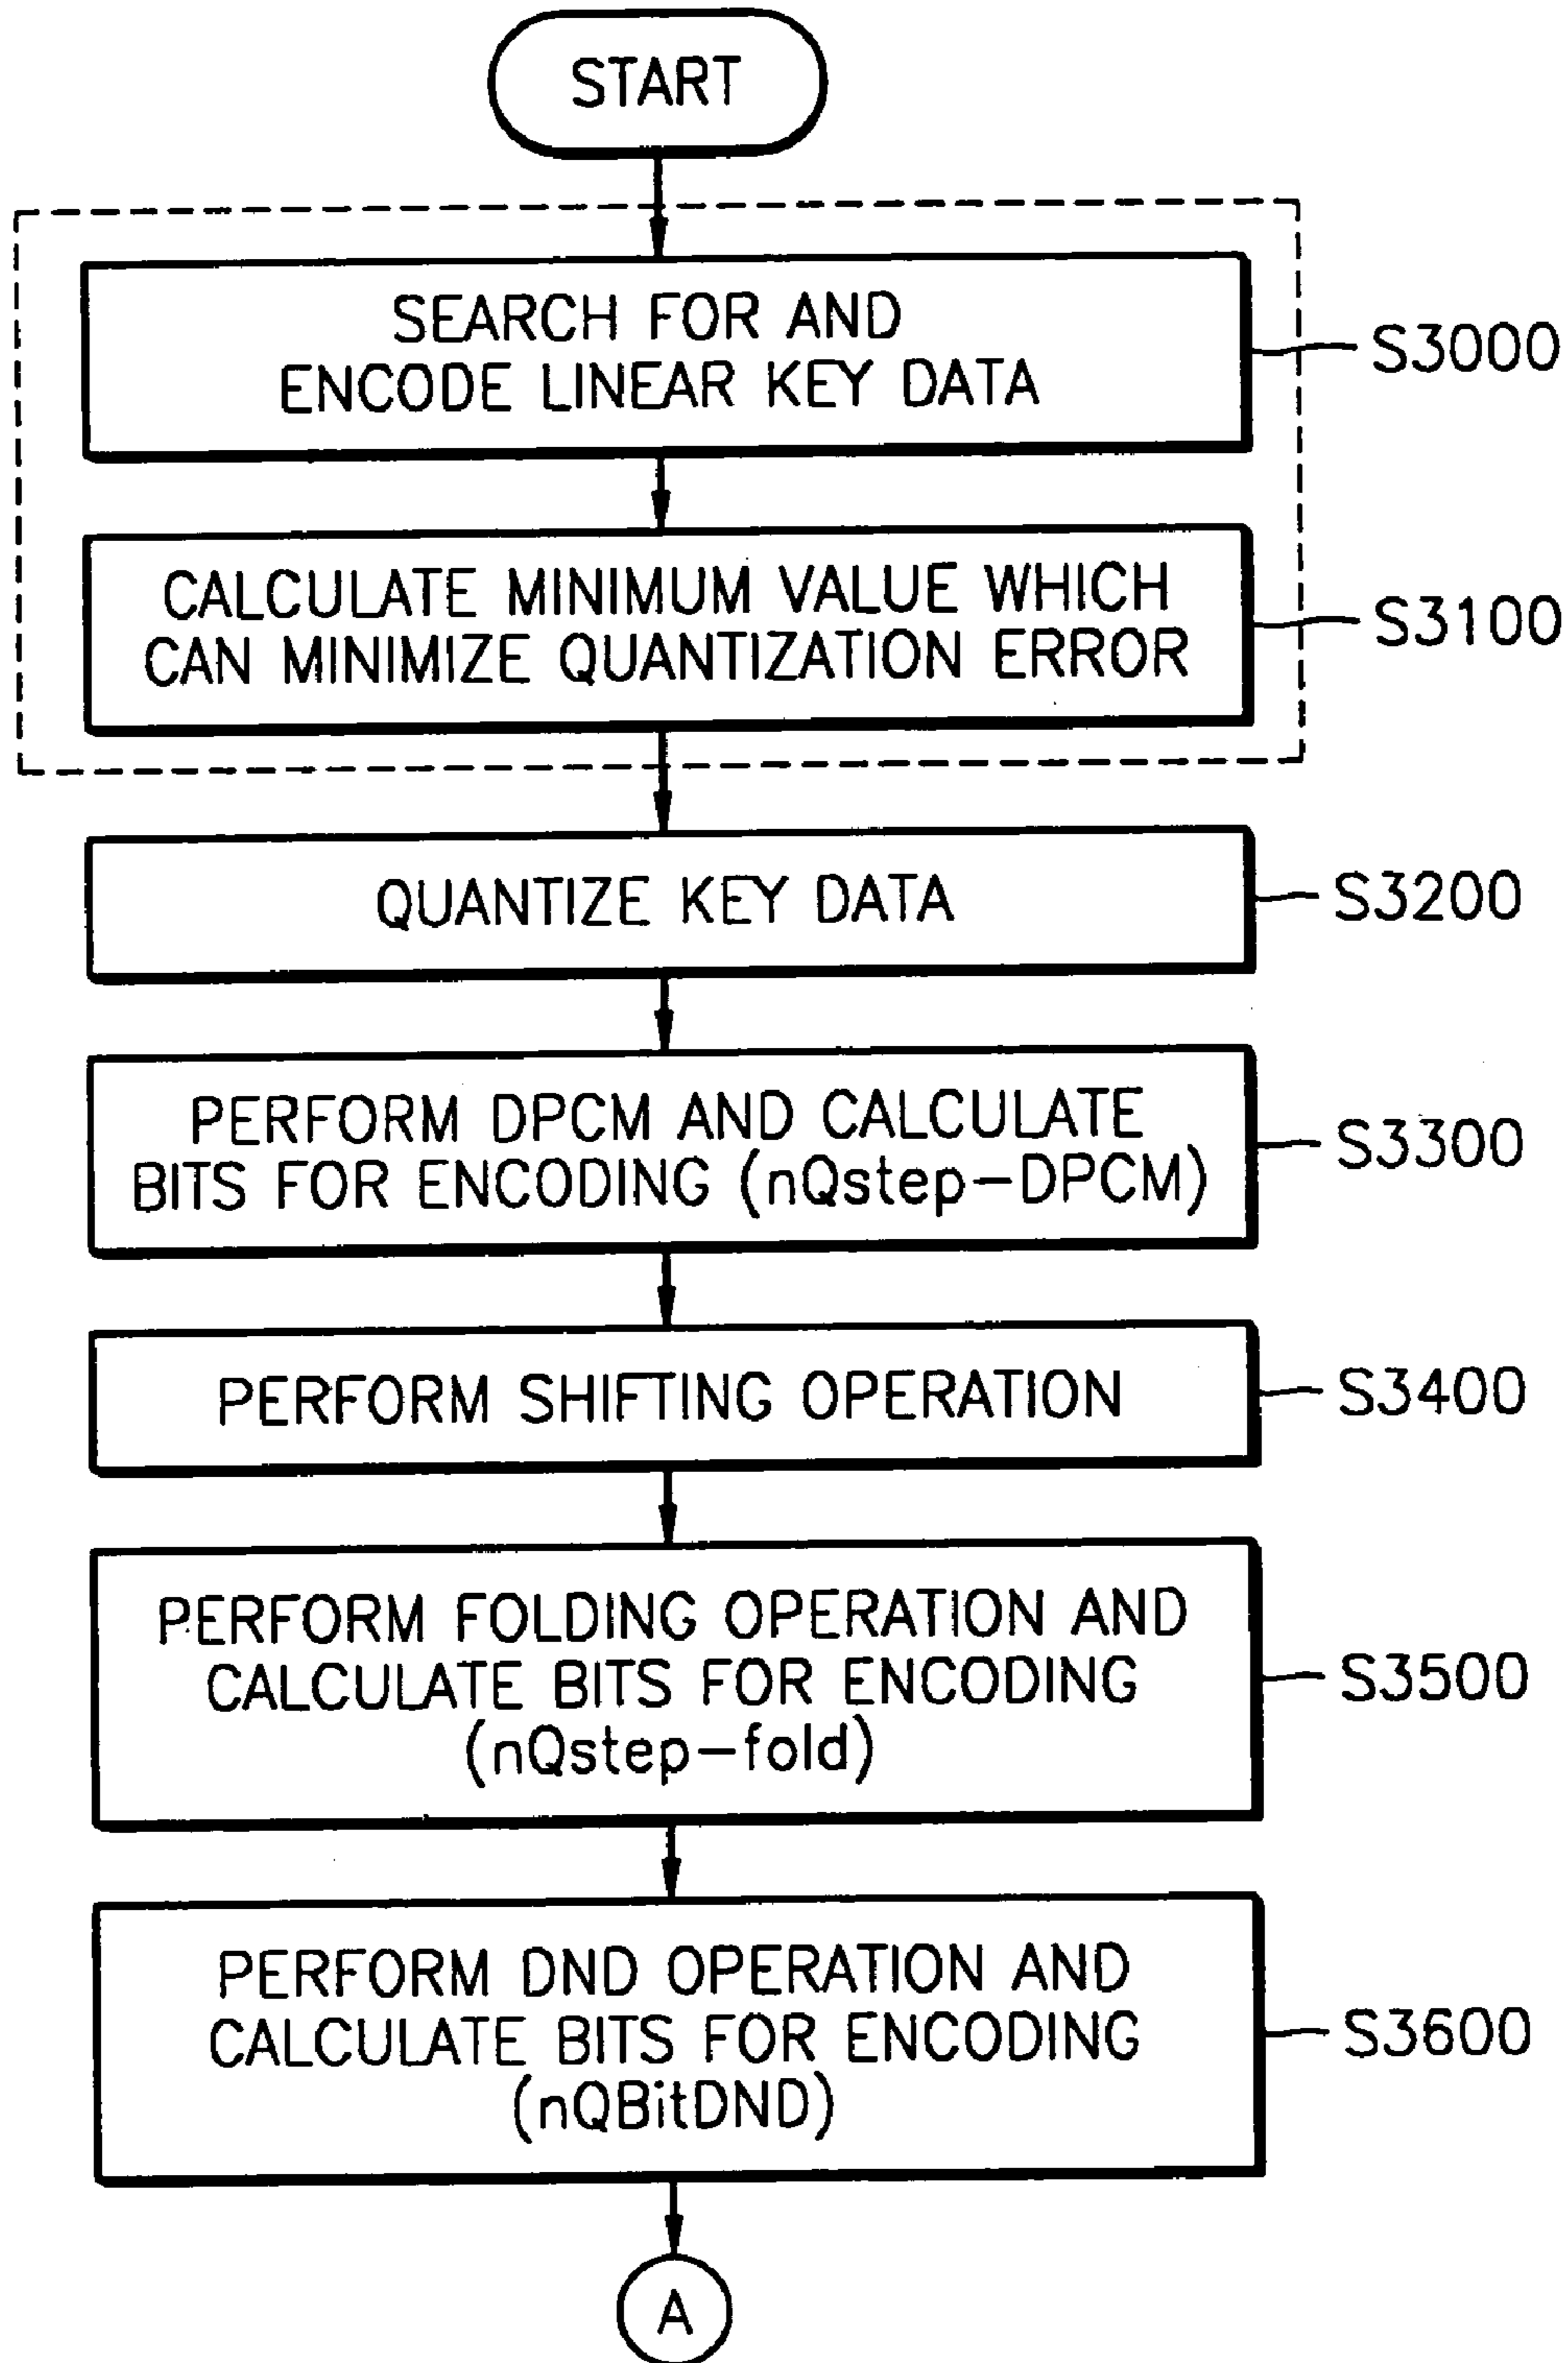 START
SEARCH FOR AND
ENCODE LINEAR KEY DATA
S3000
CALCULATE MINIMUM VALUE WHICH
CAN MINIMIZE QUANTIZATION ERROR
S3100
QUANTIZE KEY DATA
S3200
PERFORM DPCM AND CALCULATE
BITS FOR ENCODING (nQstep-DPCM)
S3300
PERFORM SHIFTING OPERATION
S3400
PERFORM FOLDING OPERATION AND
CALCULATE BITS FOR ENCODING
(nQstep-fold)
S3500
PERFORM DND OPERATION AND
CALCULATE BITS FOR ENCODING
(nQBitDND)
S3600
A